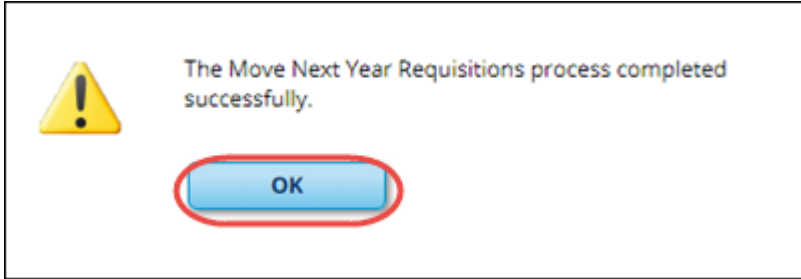 The Move Next Year Requisitions process completed
successfully.
OK